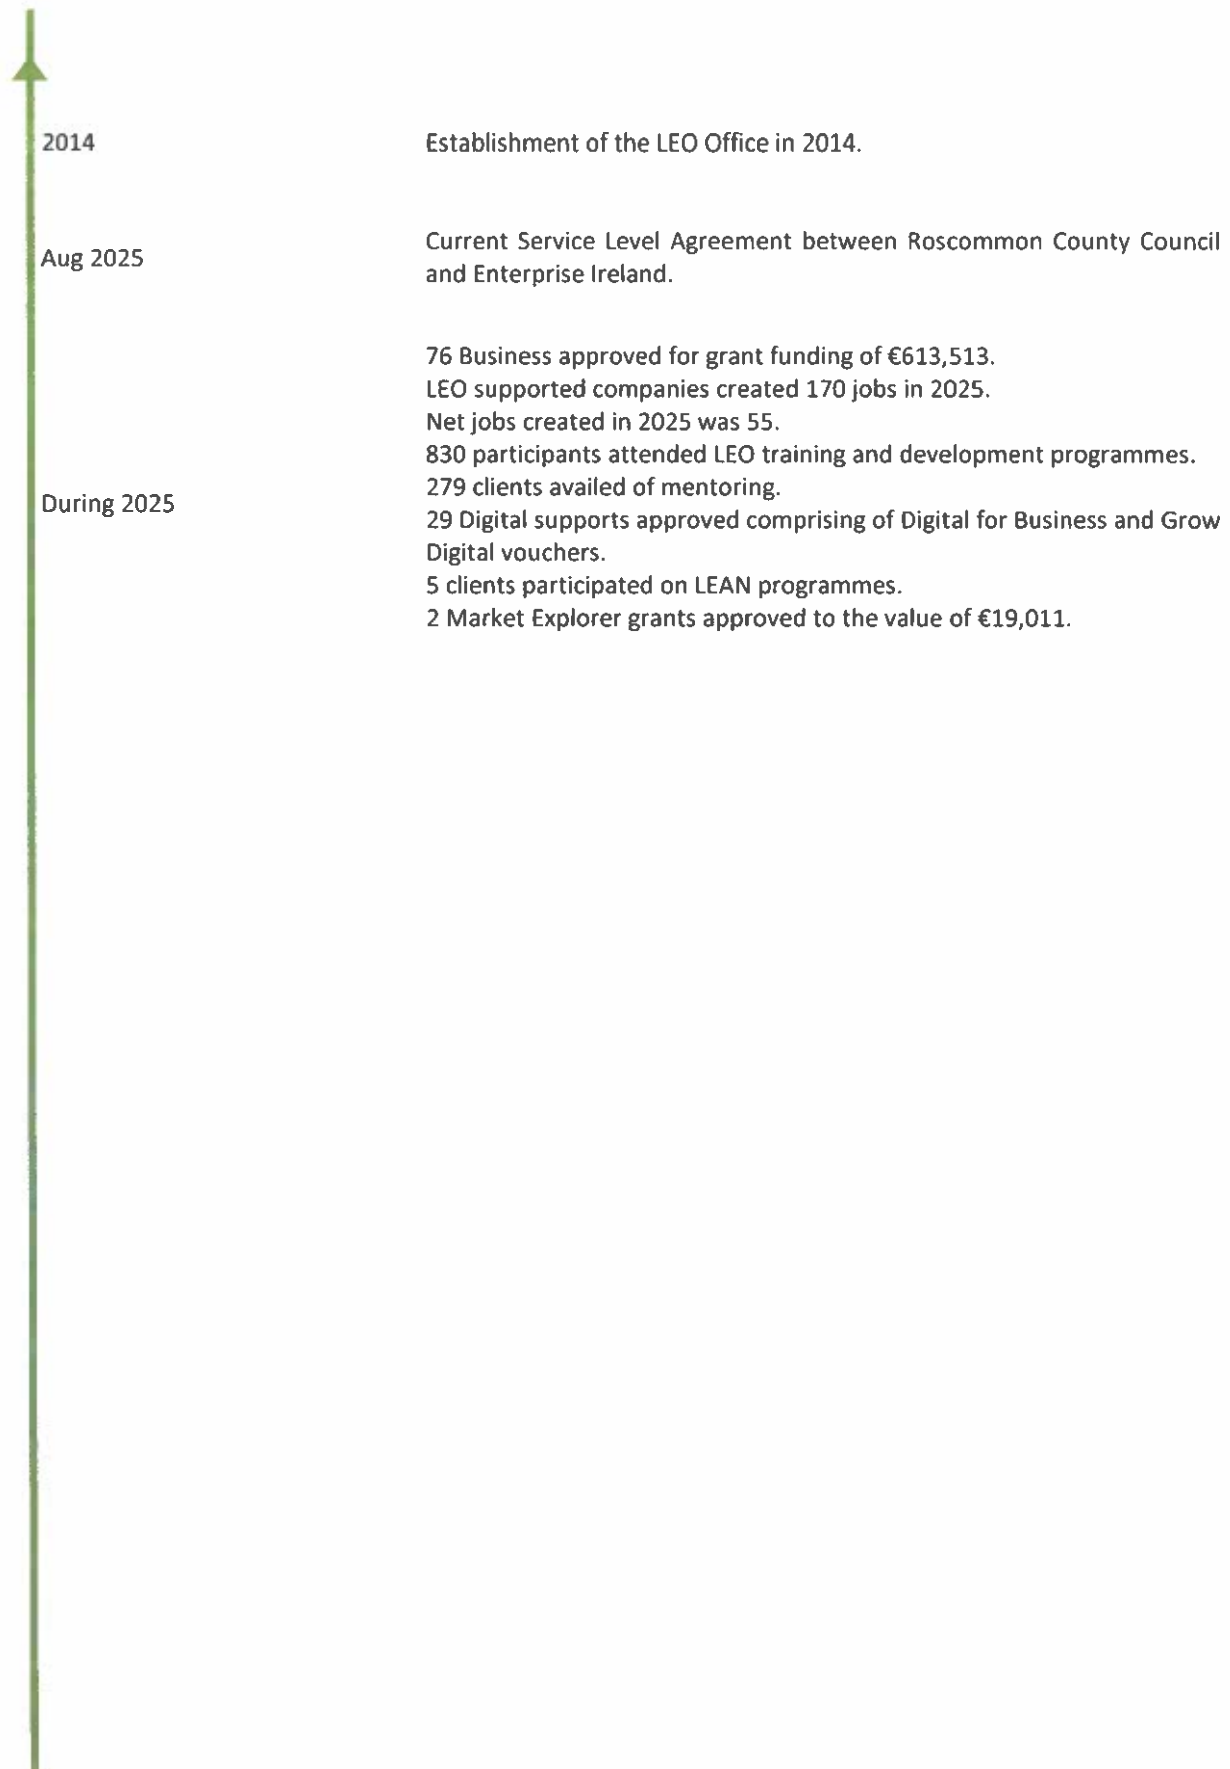 2014
Establishment of the LEO Office in 2014.
Aug 2025
Current Service Level Agreement between Roscommon County Council
and Enterprise Ireland.
During 2025
76 Business approved for grant funding of €613,513.
LEO supported companies created 170 jobs in 2025.
Net jobs created in 2025 was 55.
830 participants attended LEO training and development programmes.
279 clients availed of mentoring.
29 Digital supports approved comprising of Digital for Business and Grow
Digital vouchers.
5 clients participated on LEAN programmes.
2 Market Explorer grants approved to the value of €19,011.